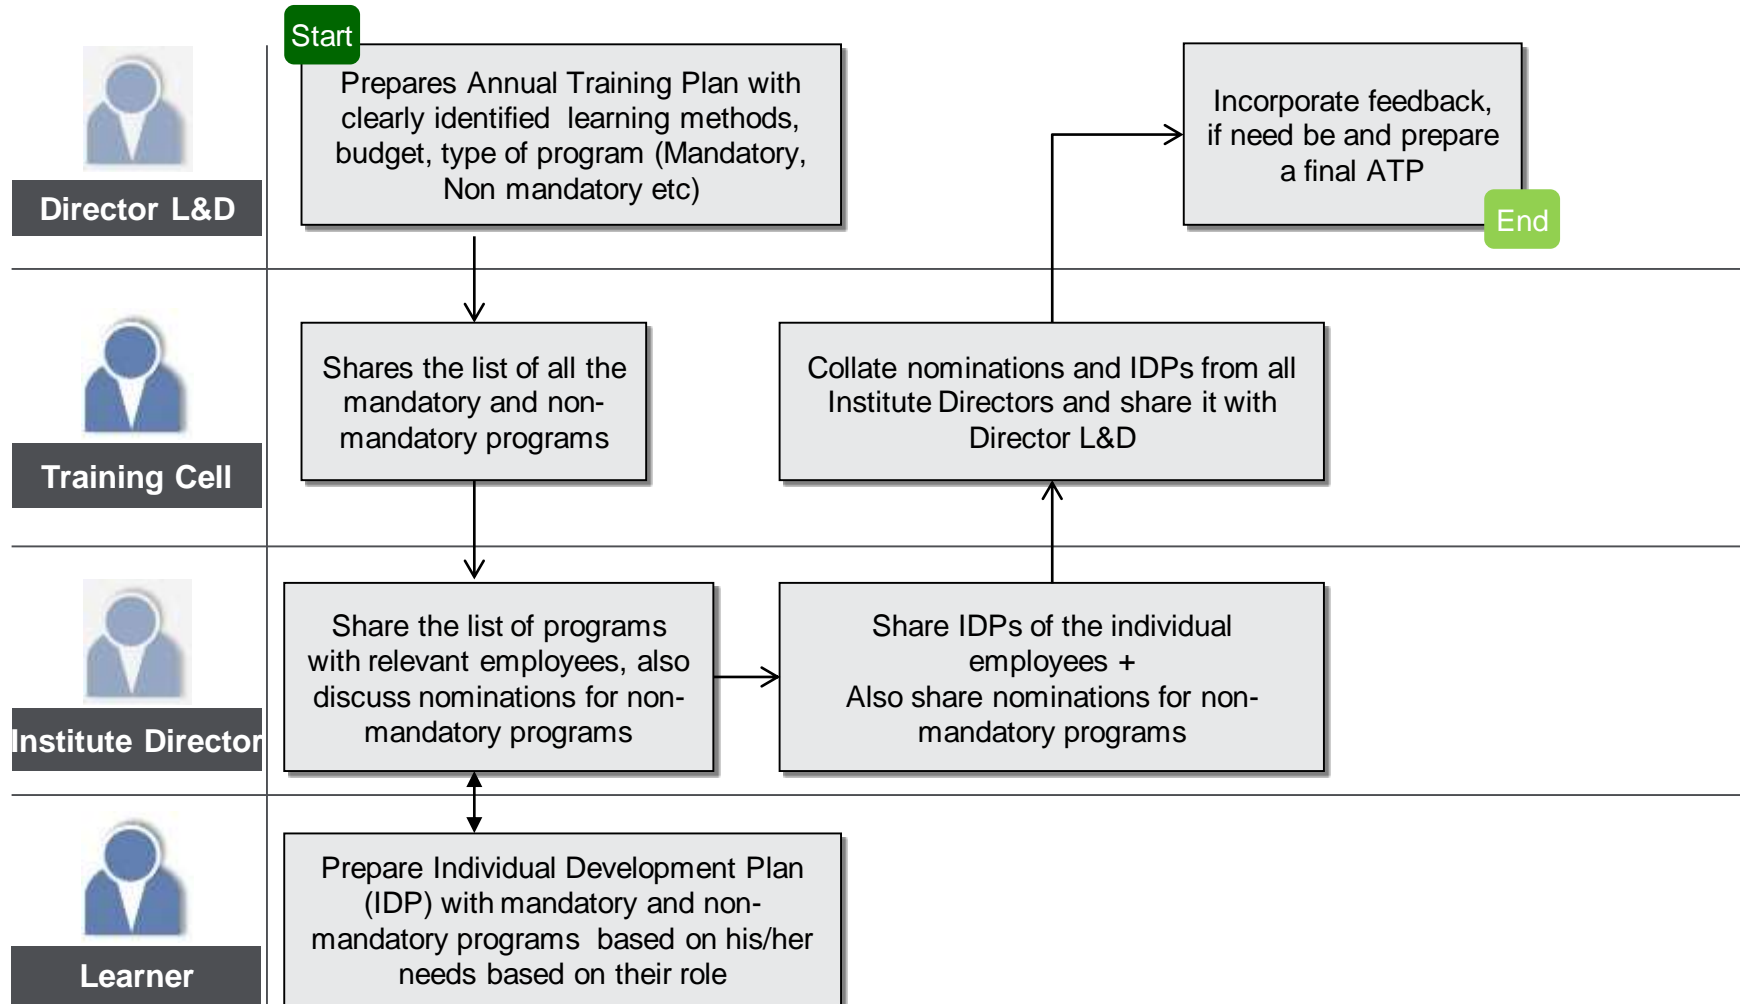 Start
Prepares Annual Training Plan with
clearly identified learning methods,
budget, type of program (Mandatory,
Non mandatory etc)
Incorporate feedback,
if need be and prepare
a final ATP
End
Director L&D
Shares the list of all the
mandatory and non-
mandatory programs
Collate nominations and IDPs from all
Institute Directors and share it with
Director L&D
Training Cell
Share the list of programs
with relevant employees, also
discuss nominations for non-
mandatory programs
Share IDPs of the individual
employees +
Also share nominations for non-
mandatory programs
Institute Director
Prepare Individual Development Plan
(IDP) with mandatory and non-
mandatory programs based on his/her
needs based on their role
Learner